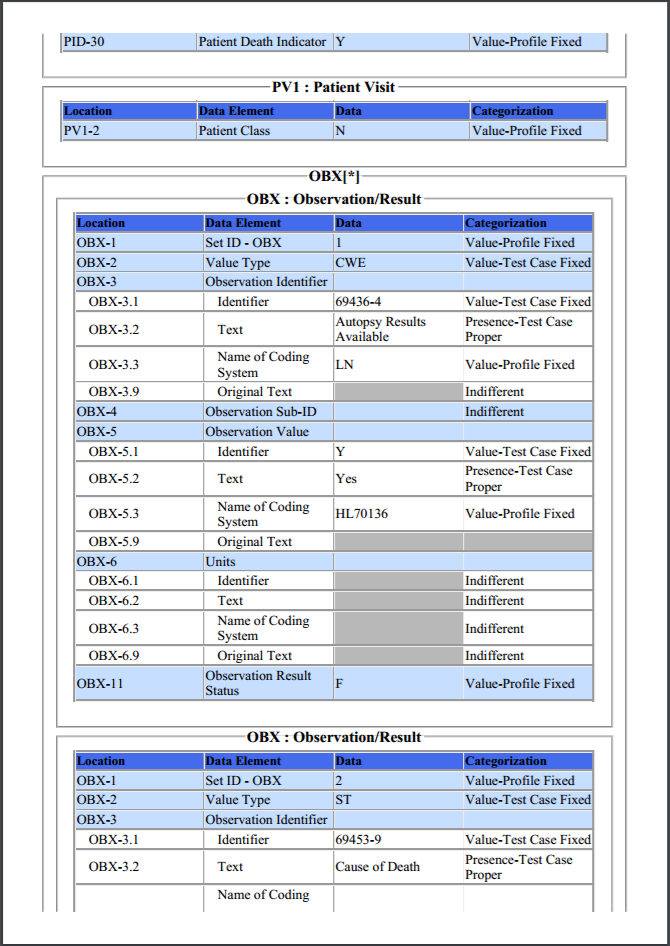 PID-30 Patient Death Indicator Y Value-Profile Fixed
PV1 : Patient Visit
Location Data Element Data Categorization
PV1-2 Patient Class N Value-Profile Fixed
OBX[*]
OBX : Observation/Result
Location Data Element Data Categorization
OBX-1 Set ID - OBX 1 Value-Profile Fixed
OBX-2 Value Type CWE Value-Test Case Fixed
OBX-3 Observation Identifier
OBX-3.1 Identifier 69436-4 Value-Test Case Fixed
OBX-3.2 Text Autopsy Results Available Presence-Test Case Proper
OBX-3.3 Name of Coding System LN Value-Profile Fixed
OBX-3.9 Original Text Indifferent
OBX-4 Observation Sub-ID Indifferent
OBX-5 Observation Value
OBX-5.1 Identifier Y Value-Test Case Fixed
OBX-5.2 Text Yes Presence-Test Case Proper
OBX-5.3 Name of Coding System HL70136 Value-Profile Fixed
OBX-5.9 Original Text
OBX-6 Units
OBX-6.1 Identifier Indifferent
OBX-6.2 Text Indifferent
OBX-6.3 Name of Coding System Indifferent
OBX-6.9 Original Text Indifferent
OBX-11 Observation Result Status F Value-Profile Fixed
OBX : Observation/Result
Location Data Element Data Categorization
OBX-1 Set ID - OBX 2 Value-Profile Fixed
OBX-2 Value Type ST Value-Test Case Fixed
OBX-3 Observation Identifier
OBX-3.1 Identifier 69453-9 Value-Test Case Fixed
OBX-3.2 Text Cause of Death Presence-Test Case Proper
Name of Coding